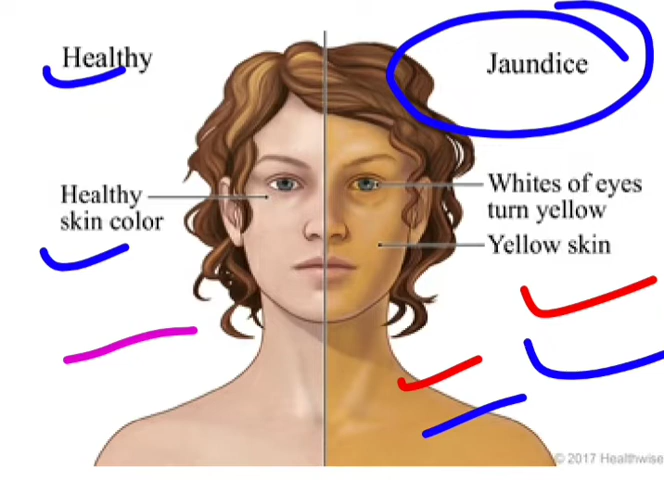 Healthy
Jaundice
Healthy
skin color
Whites of eyes
turn yellow
Yellow skin
© 2017 Healthwise